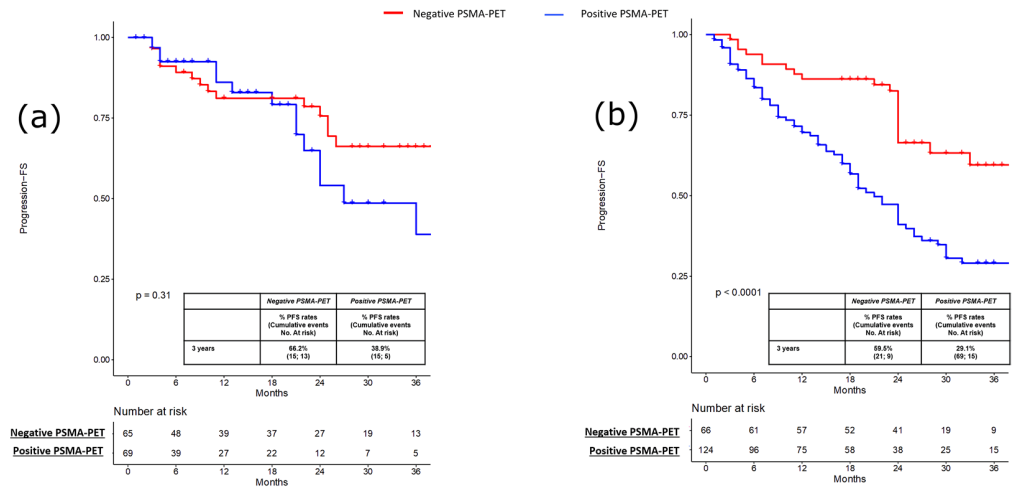 Negative PSMA-PET Positive PSMA-PET
(a)
Progression-FS
1.00
0.75
0.50
0.25
0.00
p = 0.31
Negative PSMA-PET Positive PSMA-PET
% PFS rates % PFS rates
(Cumulative events (Cumulative events
No. At risk) No. At risk)
3 years 66.2% 38.9%
(15; 13) (15; 5)
0 6 12 18 24 30 36
Months
Number at risk
Negative PSMA-PET 65 48 39 37 27 19 13
Positive PSMA-PET 69 39 27 22 12 7 5
0 6 12 18 24 30 36
Months
(b)
Progression-FS
1.00
0.75
0.50
0.25
0.00
p < 0.0001
Negative PSMA-PET Positive PSMA-PET
% PFS rates % PFS rates
(Cumulative events (Cumulative events
No. At risk) No. At risk)
3 years 59.5% 29.1%
(21; 9) (69; 15)
0 6 12 18 24 30 36
Months
Number at risk
Negative PSMA-PET 66 61 57 52 41 19 9
Positive PSMA-PET 124 96 75 58 38 25 15
0 6 12 18 24 30 36
Months